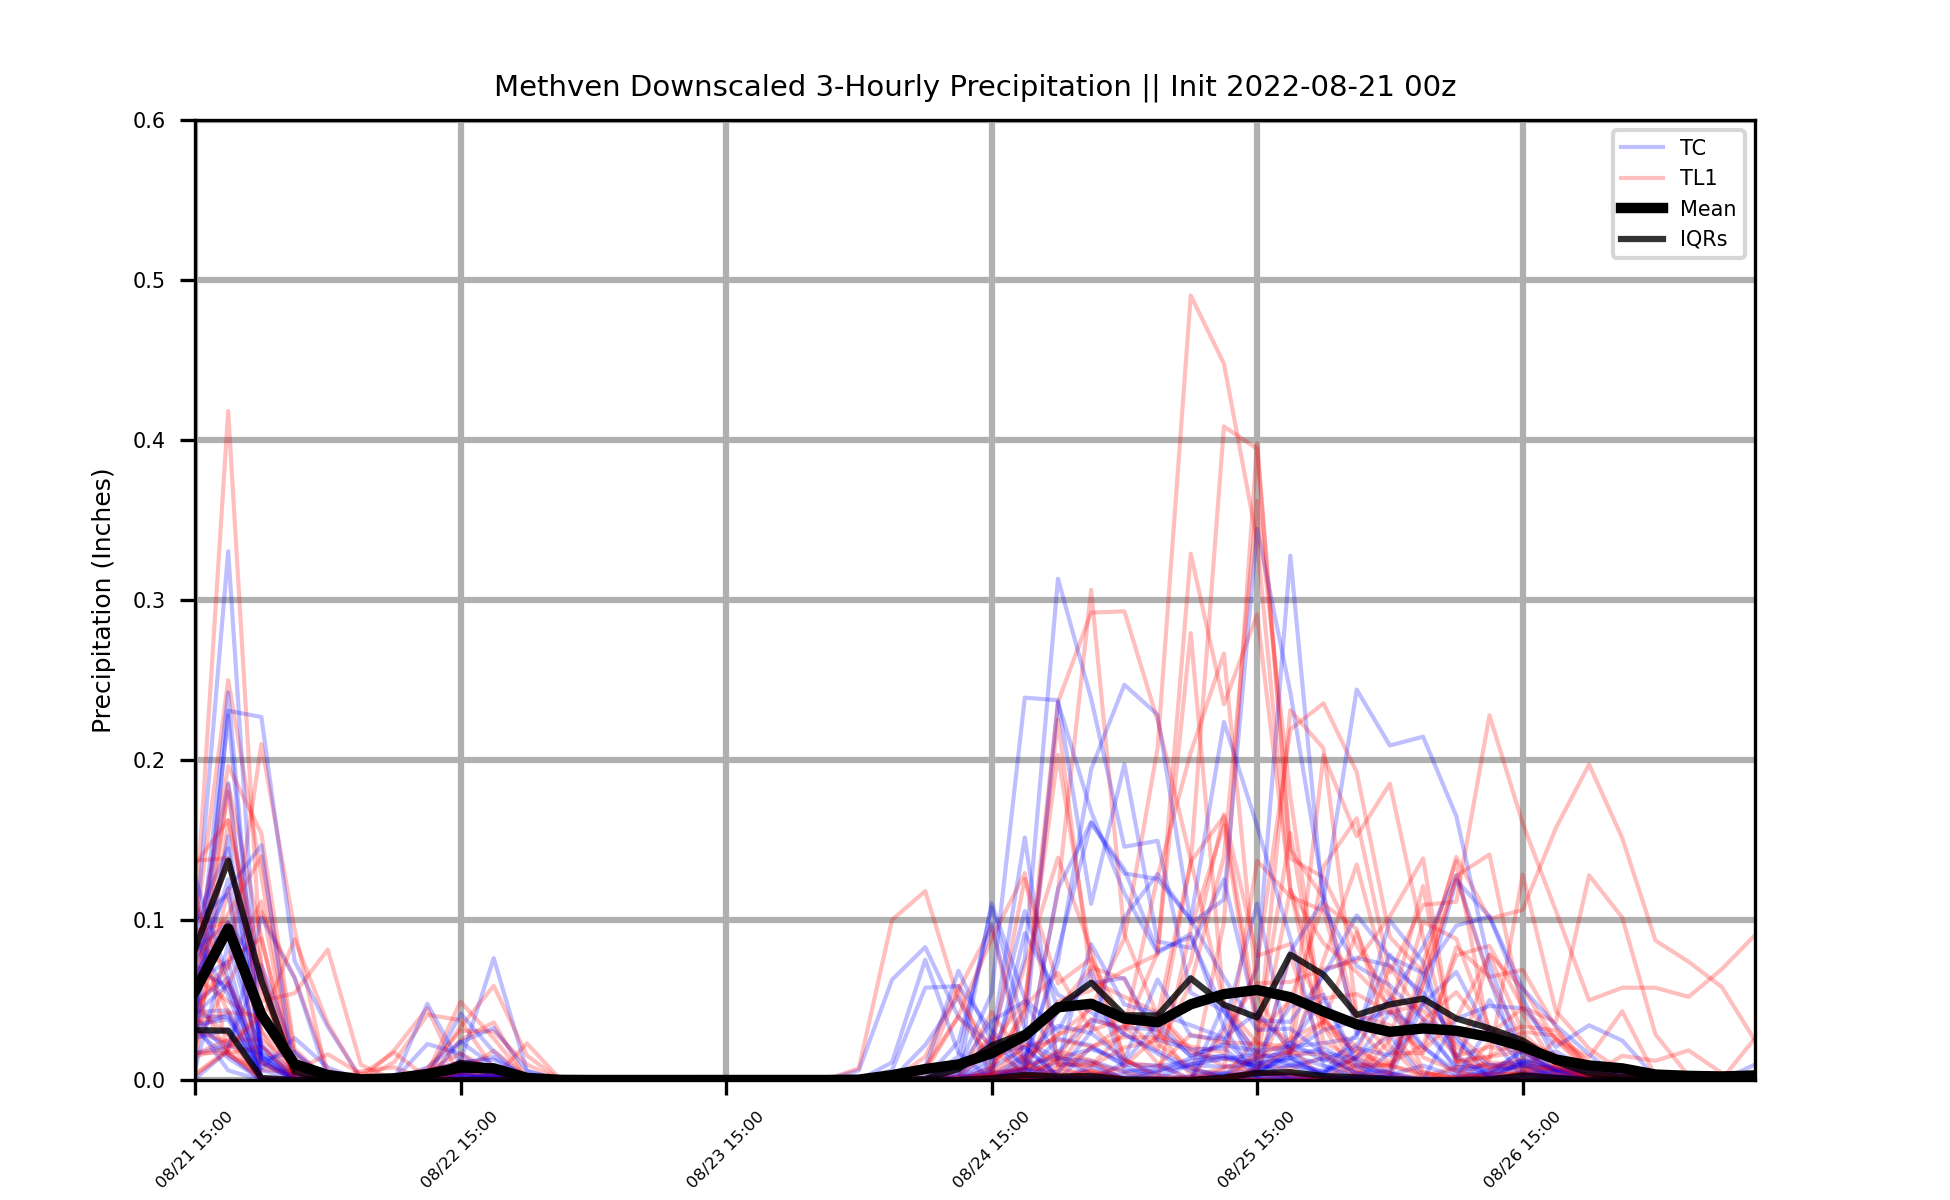 Methven Downscaled 3-Hourly Precipitation || Init 2022-08-21 00z
Precipitation (Inches)
0.6
0.5
0.4
0.3
0.2
0.1
0.0
TC
TL1
Mean
IQRs
08/21 15:00
08/22 15:00
08/23 15:00
08/24 15:00
08/25 15:00
08/26 15:00